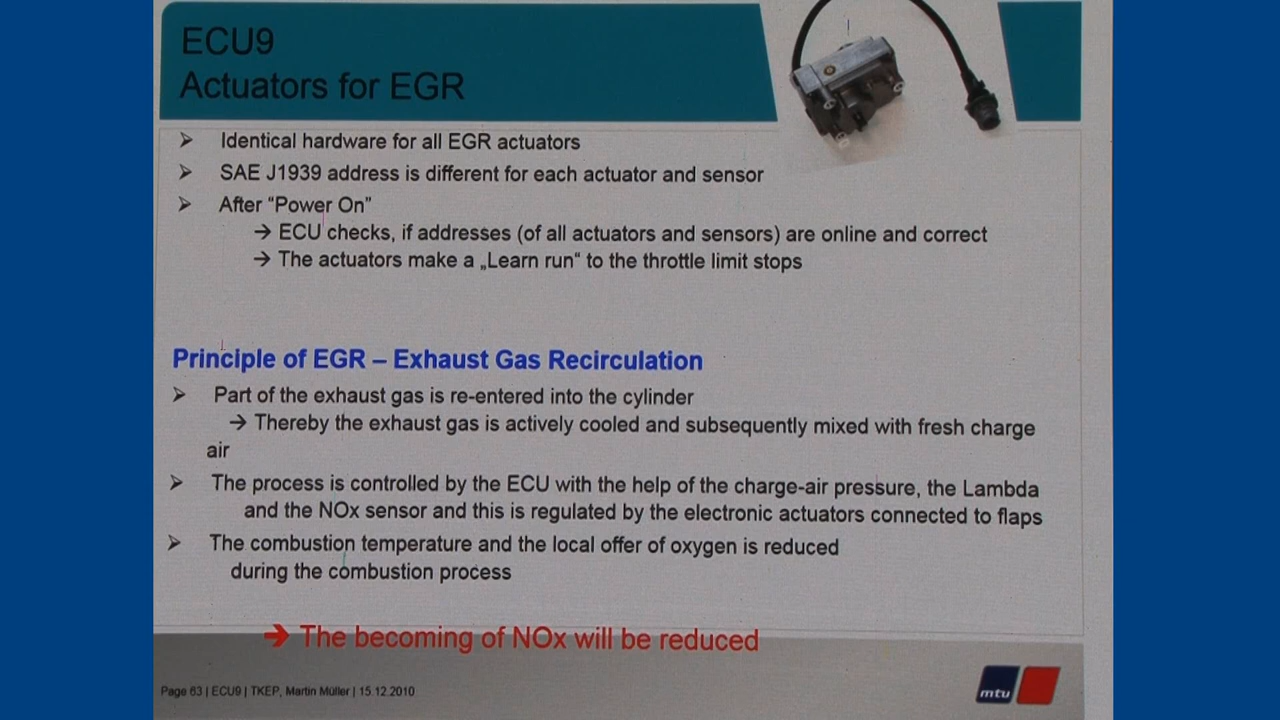 ECU9
Actuators for EGR
➢ Identical hardware for all EGR actuators
➢ SAE J1939 address is different for each actuator and sensor
➢ After “Power On”
→ ECU checks, if addresses (of all actuators and sensors) are online and correct
→ The actuators make a „Learn run“ to the throttle limit stops
Principle of EGR – Exhaust Gas Recirculation
➢ Part of the exhaust gas is re-entered into the cylinder
→ Thereby the exhaust gas is actively cooled and subsequently mixed with fresh charge
air
➢ The process is controlled by the ECU with the help of the charge-air pressure, the Lambda
and the NOx sensor and this is regulated by the electronic actuators connected to flaps
➢ The combustion temperature and the local offer of oxygen is reduced
during the combustion process
➔ The becoming of NOx will be reduced
Page 63 | ECU9 | TKEP, Martin Müller | 15.12.2010
mtu